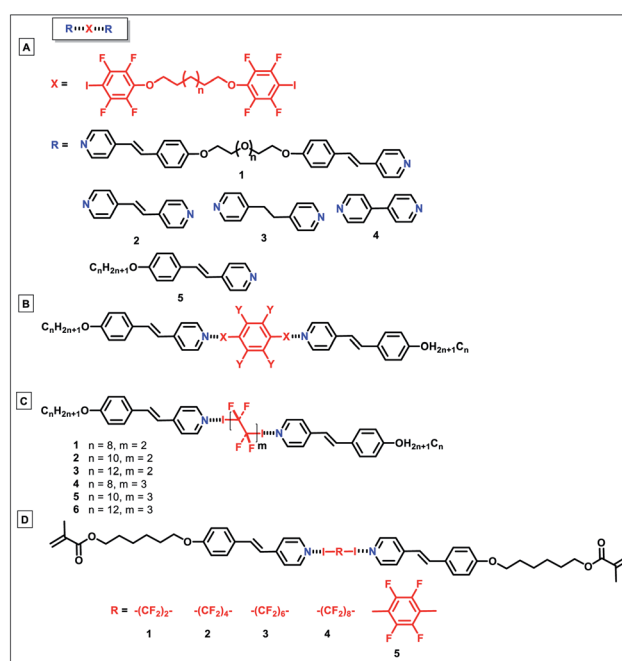 R X R
A
X = F F F F I O n O F F F F I
R = N O (O)n O N
1
N N N N N N
2 3 4
CnH2n+1O N
5
B
CnH2n+1O N X Y Y Y Y X N OH2n+1Cn
C
CnH2n+1O N I F F F F m I N OH2n+1Cn
1 n = 8, m = 2
2 n = 10, m = 2
3 n = 12, m = 2
4 n = 8, m = 3
5 n = 10, m = 3
6 n = 12, m = 3
D
O O O N I–R–I N O O O
R = -(CF2)2- -(CF2)4- -(CF2)6- -(CF2)8- F F F F
1 2 3 4 5